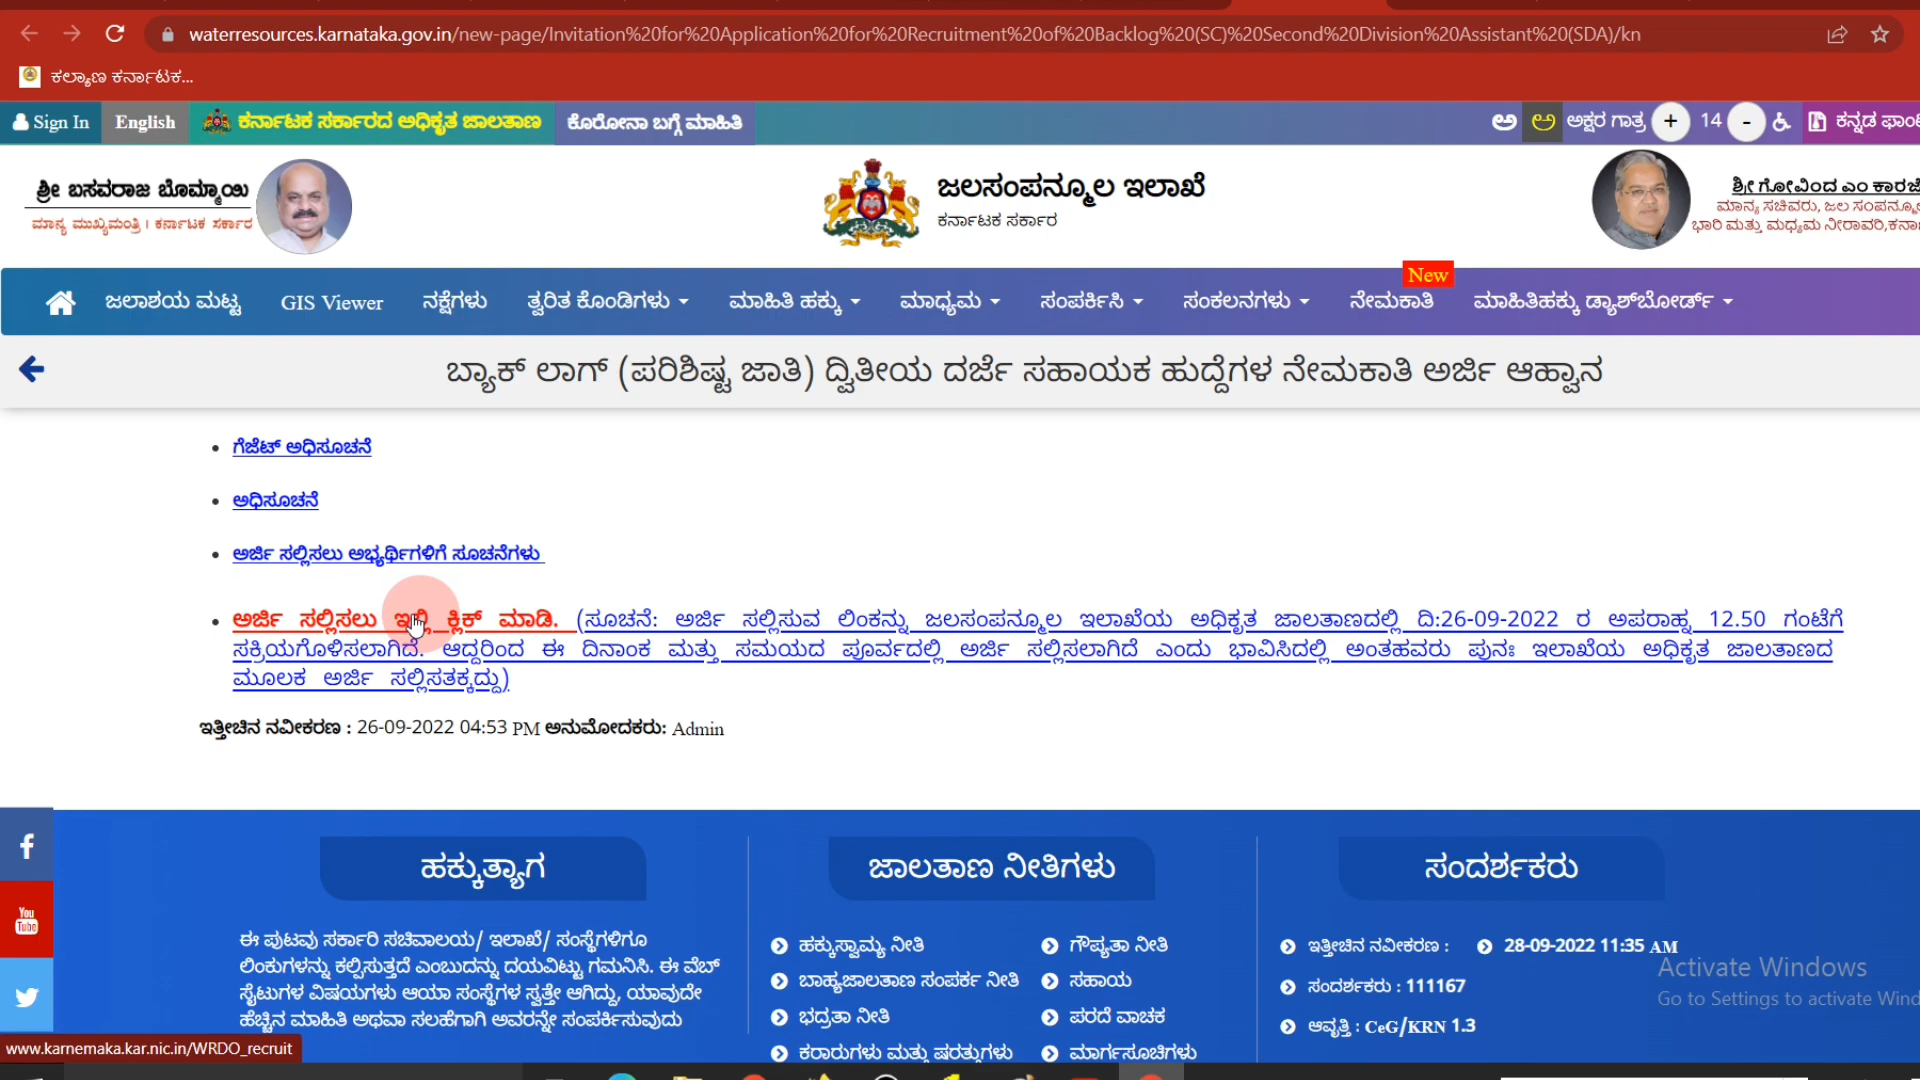 waterresources.karnataka.gov.in/new-page/Invitation%20for%20Application%20for%20Recruitment%20of%20Backlog%20(SC)%20Second%20Division%20Assistant%20(SDA)/kn
ಕಲ್ಯಾಣ ಕರ್ನಾಟಕ...
Sign In English ಕರ್ನಾಟಕ ಸರ್ಕಾರದ ಅಧಿಕೃತ ಜಾಲತಾಣ ಕೊರೋನಾ ಬಗ್ಗೆ ಮಾಹಿತಿ ಅ ಅ ಅಕ್ಷರ ಗಾತ್ರ + 14 - ಕನ್ನಡ
ಶ್ರೀ ಬಸವರಾಜ ಬೊಮ್ಮಾಯಿ
ಮಾನ್ಯ ಮುಖ್ಯಮಂತ್ರಿ । ಕರ್ನಾಟಕ ಸರ್ಕಾರ
ಜಲಸಂಪನ್ಮೂಲ ಇಲಾಖೆ
ಕರ್ನಾಟಕ ಸರ್ಕಾರ
ಶ್ರೀ ಗೋವಿಂದ ಎಂ
ಮಾನ್ಯ ಸಚಿವರು, ಜಲ
ಭಾರಿ ಮತ್ತು ಮಧ್ಯಮ ನೀರಾವರಿ,
New
ಜಲಾಶಯ ಮಟ್ಟ GIS Viewer ನಕ್ಷೆಗಳು ತ್ವರಿತ ಕೊಂಡಿಗಳು ಮಾಹಿತಿ ಹಕ್ಕು ಮಾಧ್ಯಮ ಸಂಪರ್ಕಿಸಿ ಸಂಕಲನಗಳು ನೇಮಕಾತಿ ಮಾಹಿತಿಹಕ್ಕು ಡ್ಯಾಶ್‌ಬೋರ್ಡ್
ಬ್ಯಾಕ್ ಲಾಗ್ (ಪರಿಶಿಷ್ಟ ಜಾತಿ) ದ್ವಿತೀಯ ದರ್ಜೆ ಸಹಾಯಕ ಹುದ್ದೆಗಳ ನೇಮಕಾತಿ ಅರ್ಜಿ ಆಹ್ವಾನ
ಗೆಜೆಟ್ ಅಧಿಸೂಚನೆ
ಅಧಿಸೂಚನೆ
ಅರ್ಜಿ ಸಲ್ಲಿಸಲು ಅಭ್ಯರ್ಥಿಗಳಿಗೆ ಸೂಚನೆಗಳು
ಅರ್ಜಿ ಸಲ್ಲಿಸಲು ಇಲ್ಲಿ ಕ್ಲಿಕ್ ಮಾಡಿ. (ಸೂಚನೆ: ಅರ್ಜಿ ಸಲ್ಲಿಸುವ ಲಿಂಕನ್ನು ಜಲಸಂಪನ್ಮೂಲ ಇಲಾಖೆಯ ಅಧಿಕೃತ ಜಾಲತಾಣದಲ್ಲಿ ದಿ:26-09-2022 ರ ಅಪರಾಹ್ನ 12.50 ಗಂಟೆಗೆ
ಸಕ್ರಿಯಗೊಳಿಸಲಾಗಿದೆ. ಆದ್ದರಿಂದ ಈ ದಿನಾಂಕ ಮತ್ತು ಸಮಯದ ಪೂರ್ವದಲ್ಲಿ ಅರ್ಜಿ ಸಲ್ಲಿಸಲಾಗಿದೆ ಎಂದು ಭಾವಿಸಿದಲ್ಲಿ ಅಂತಹವರು ಪುನಃ ಇಲಾಖೆಯ ಅಧಿಕೃತ ಜಾಲತಾಣದ
ಮೂಲಕ ಅರ್ಜಿ ಸಲ್ಲಿಸತಕ್ಕದ್ದು)
ಇತ್ತೀಚಿನ ನವೀಕರಣ : 26-09-2022 04:53 PM ಅನುಮೋದಕರು: Admin
ಹಕ್ಕುತ್ಯಾಗ
ಈ ಪುಟವು ಸರ್ಕಾರಿ ಸಚಿವಾಲಯ/ ಇಲಾಖೆ/ ಸಂಸ್ಥೆಗಳಿಗೂ
ಲಿಂಕುಗಳನ್ನು ಕಲ್ಪಿಸುತ್ತದೆ ಎಂಬುದನ್ನು ದಯವಿಟ್ಟು ಗಮನಿಸಿ. ಈ ವೆಬ್
ಸೈಟುಗಳ ವಿಷಯಗಳು ಆಯಾ ಸಂಸ್ಥೆಗಳ ಸ್ವತ್ತೇ ಆಗಿದ್ದು, ಯಾವುದೇ
ಹೆಚ್ಚಿನ ಮಾಹಿತಿ ಅಥವಾ ಸಲಹೆಗಾಗಿ ಅವರನ್ನೇ ಸಂಪರ್ಕಿಸುವುದು
ಜಾಲತಾಣ ನೀತಿಗಳು
ಹಕ್ಕುಸ್ವಾಮ್ಯ ನೀತಿ ಗೌಪ್ಯತಾ ನೀತಿ
ಬಾಹ್ಯಜಾಲತಾಣ ಸಂಪರ್ಕ ನೀತಿ ಸಹಾಯ
ಭದ್ರತಾ ನೀತಿ ಪರದೆ ವಾಚಕ
ಕರಾರುಗಳು ಮತ್ತು ಷರತ್ತುಗಳು ಮಾರ್ಗಸೂಚಿಗಳು
ಸಂದರ್ಶಕರು
ಇತ್ತೀಚಿನ ನವೀಕರಣ : 28-09-2022 11:35 AM
ಸಂದರ್ಶಕರು : 111167
ಆವೃತ್ತಿ : CeG/KRN 1.3
Activate Windows
Go to Settings to activate Wind
You Tube
www.karnemaka.kar.nic.in/WRDO_recruit